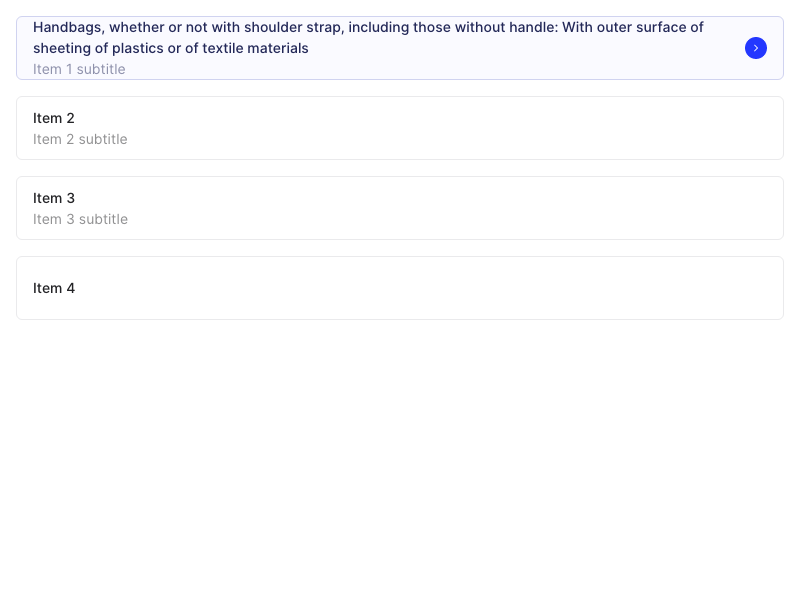 Handbags, whether or not with shoulder strap, including those without handle: With outer surface of
sheeting of plastics or of textile materials
Item 1 subtitle
Item 2
Item 2 subtitle
Item 3
Item 3 subtitle
Item 4